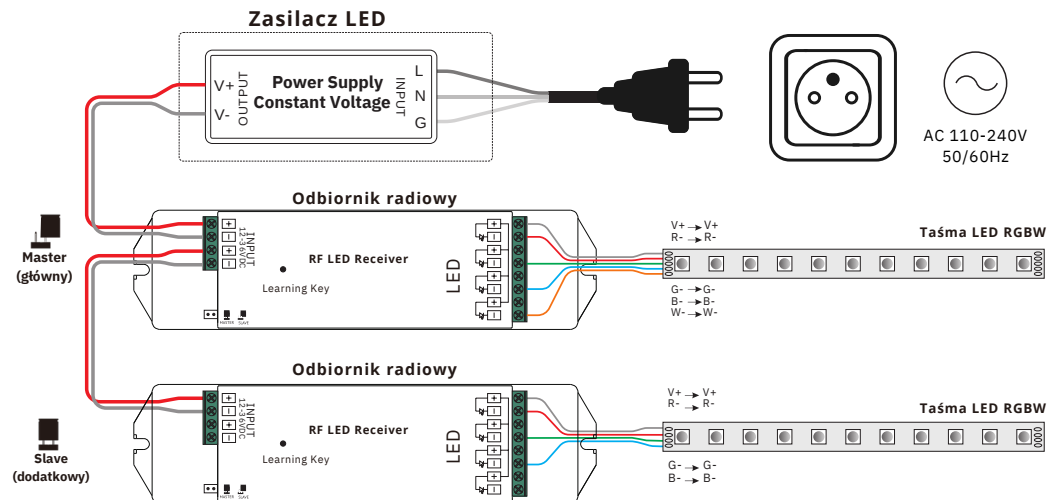 Zasilacz LED
V+
V-
OUTPUT
Power Supply
Constant Voltage
INPUT
L
N
G
AC 110-240V
50/60Hz
Odbiornik radiowy
Master
(główny)
+
−
+
−
12-36VDC
INPUT
RF LED Receiver
Learning Key
MASTER SLAVE
LED
+
−
+
−
+
−
+
−
V+ → V+
R- → R-
G- → G-
B- → B-
W- → W-
Taśma LED RGBW
Odbiornik radiowy
Slave
(dodatkowy)
+
−
+
−
12-36VDC
INPUT
RF LED Receiver
Learning Key
MASTER SLAVE
LED
+
−
+
−
+
−
+
−
V+ → V+
R- → R-
G- → G-
B- → B-
Taśma LED RGBW